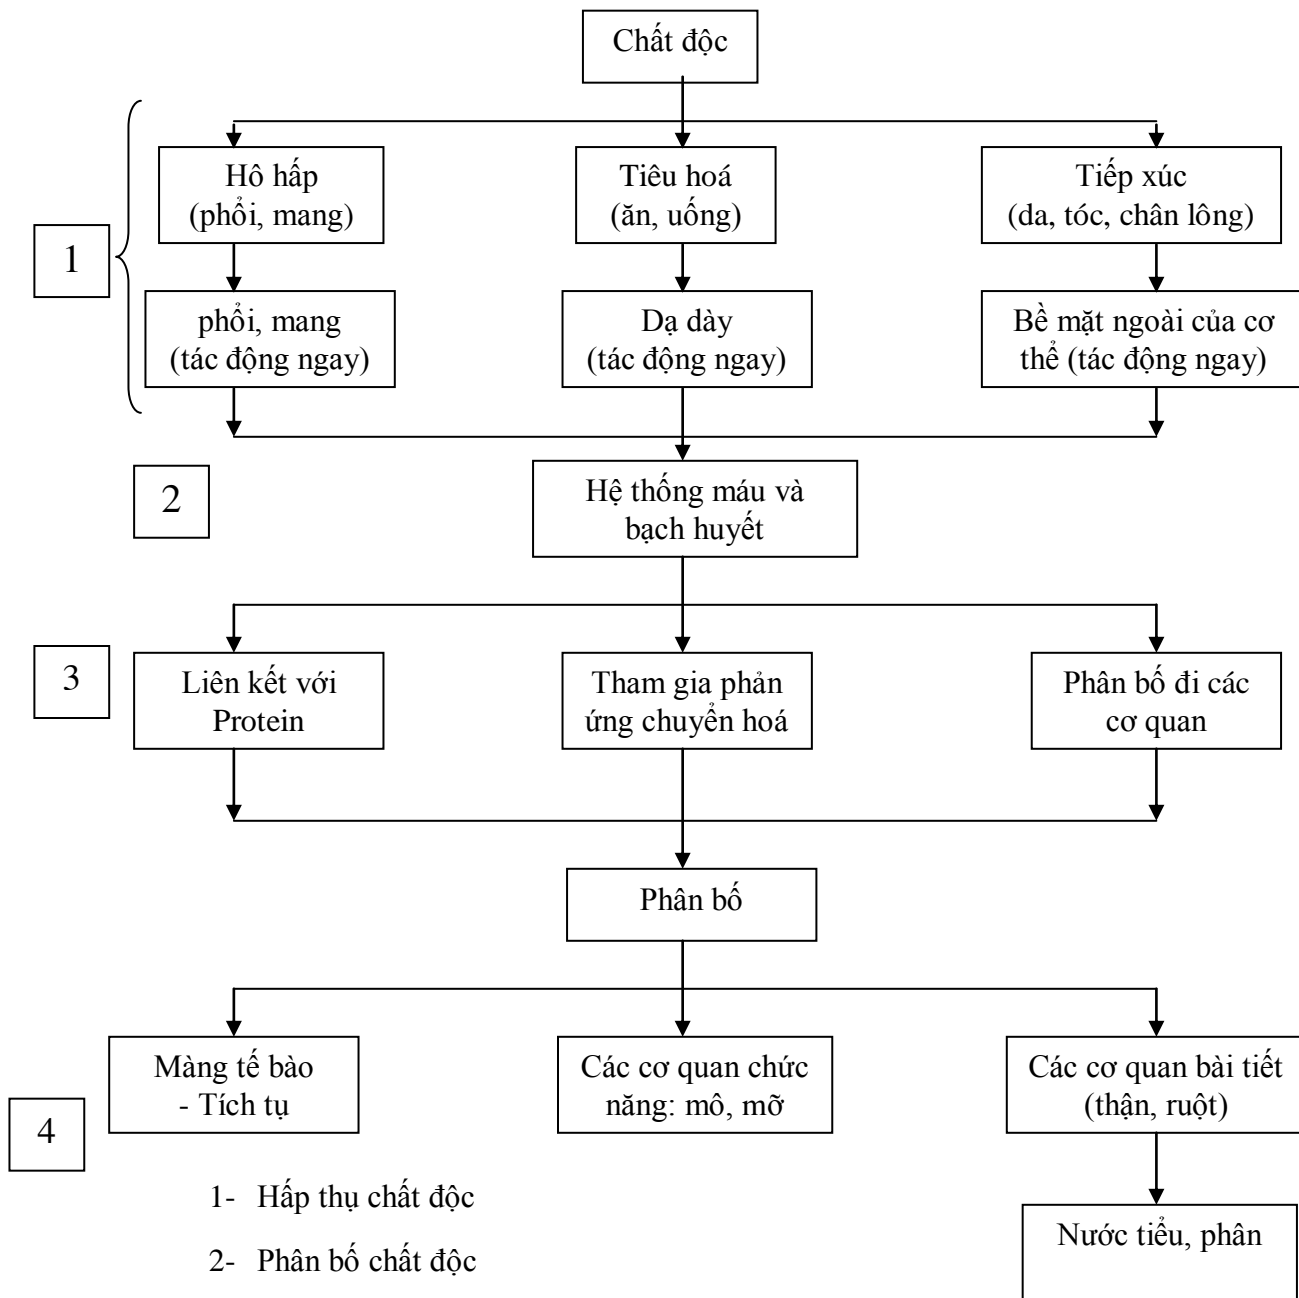 Chất độc
Hô hấp
(phổi, mang)
Tiêu hoá
(ăn, uống)
Tiếp xúc
(da, tóc, chân lông)
1
phổi, mang
(tác động ngay)
Dạ dày
(tác động ngay)
Bề mặt ngoài của cơ
thể (tác động ngay)
2
Hệ thống máu và
bạch huyết
3
Liên kết với
Protein
Tham gia phản
ứng chuyển hoá
Phân bố đi các
cơ quan
Phân bố
Màng tế bào
- Tích tụ
Các cơ quan chức
năng: mô, mỡ
Các cơ quan bài tiết
(thận, ruột)
4
1- Hấp thụ chất độc
2- Phân bố chất độc
Nước tiểu, phân